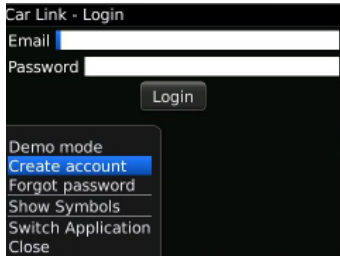 Car Link - Login
Email
Password
Login
Demo mode
Create account
Forgot password
Show Symbols
Switch Application
Close